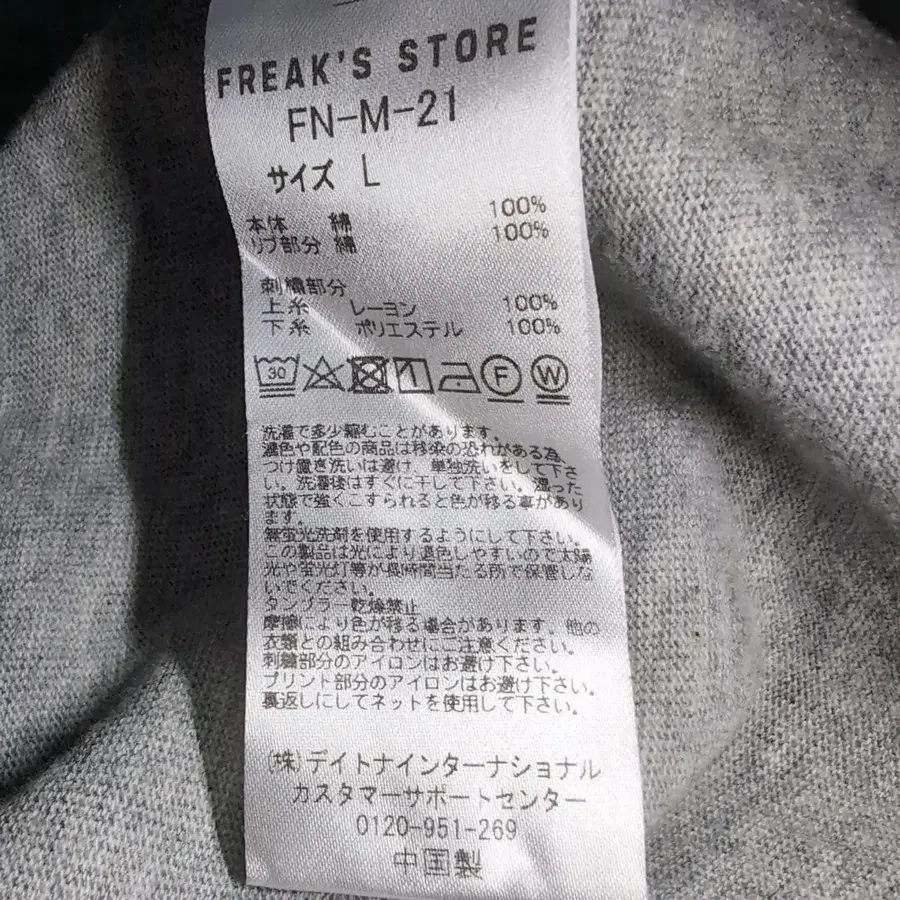 FREAK'S STORE
FN-M-21
サイズ L
本体 綿 100%
リブ部分 綿 100%
刺繍部分
上糸 レーヨン 100%
下糸 ポリエステル 100%
30 F W
洗濯で多少縮むことがあります。
濃色や配色の商品は移染の恐れがある為、
つけ置き洗いは避け、単独洗いをして下さ
い。洗濯後はすぐに干して下さい。湿った
状態で強くこすられると色が移る事があり
ます。
無蛍光洗剤を使用するようにして下さい。
この製品は光により退色しやすいので太陽
光や蛍光灯等が長時間当たる所で保管しな
いでください。
タンブラー乾燥禁止
摩擦により色が移る場合があります。他の
衣類との組み合わせにご注意ください。
刺繍部分のアイロンはお避け下さい。
プリント部分のアイロンはお避け下さい。
裏返しにしてネットを使用して下さい。
(株)デイトナインターナショナル
カスタマーサポートセンター
0120-951-269
中国製